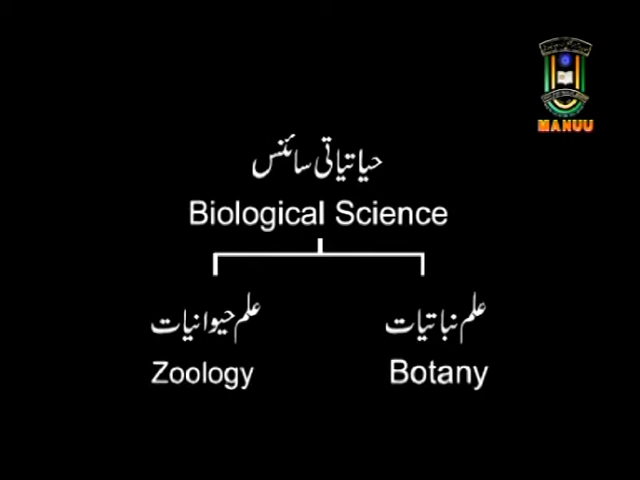 MANUU
حیاتیاتی سائنس
Biological Science
علم حیوانیات
علم نباتیات
Zoology
Botany